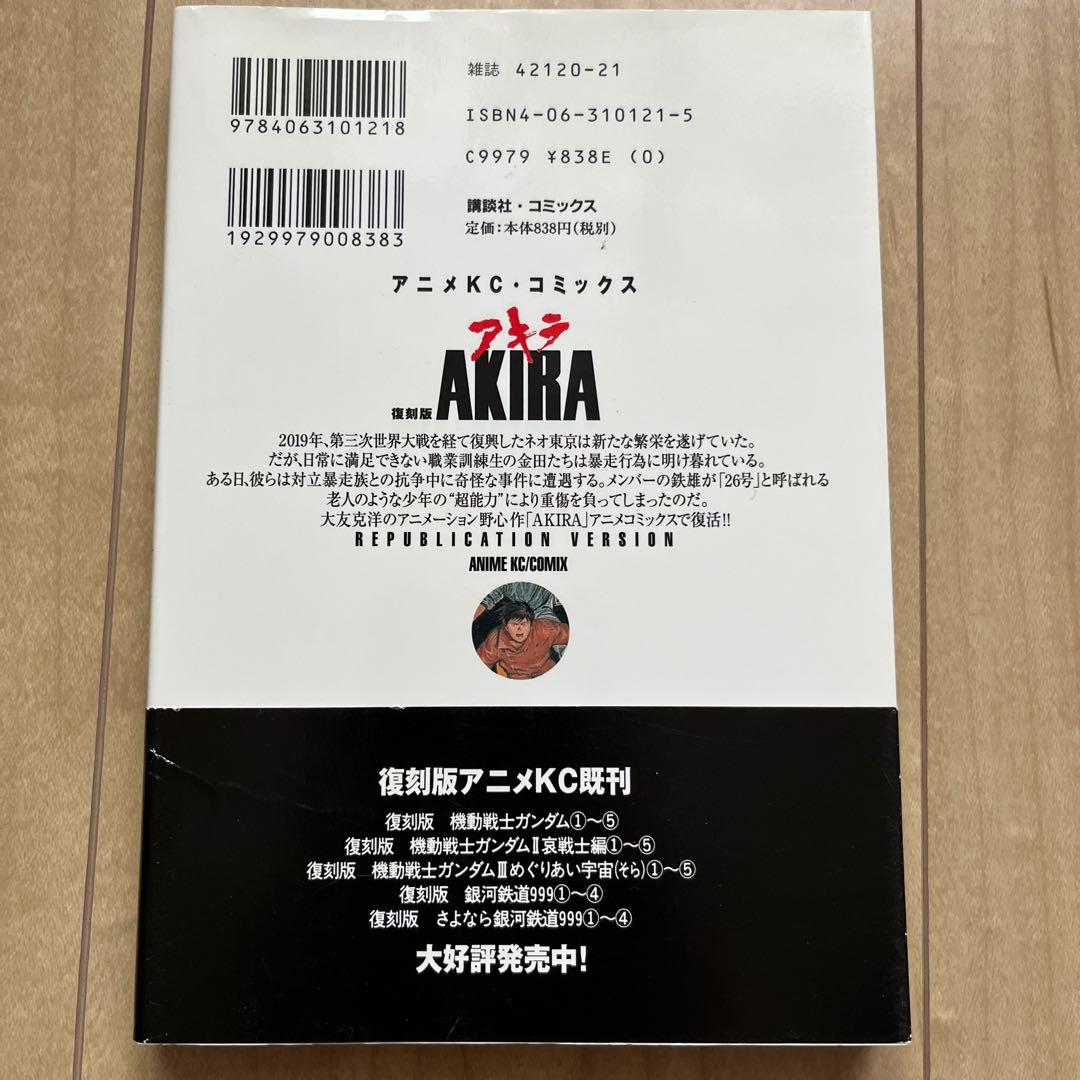 9784063101218
雑誌 42120-21
ISBN4-06-310121-5
C9979 ¥838E (0)
1929979008383
講談社・コミックス
定価:本体838円(税別)
アニメKC・コミックス
アキラ
復刻版 AKIRA
2019年、第三次世界大戦を経て復興したネオ東京は新たな繁栄を遂げていた。
だが、日常に満足できない職業訓練生の金田たちは暴走行為に明け暮れている。
ある日、彼らは対立暴走族との抗争中に奇怪な事件に遭遇する。メンバーの鉄雄が「26号」と呼ばれる
老人のような少年の“超能力”により重傷を負ってしまったのだ。
大友克洋のアニメーション野心作「AKIRA」アニメコミックスで復活!!
REPUBLICATION VERSION
ANIME KC/COMIX
復刻版アニメKC既刊
復刻版 機動戦士ガンダム①〜⑤
復刻版 機動戦士ガンダムⅡ哀戦士編①〜⑤
復刻版 機動戦士ガンダムⅢめぐりあい宇宙(そら)①〜⑤
復刻版 銀河鉄道999①〜④
復刻版 さよなら銀河鉄道999①〜④
大好評発売中!